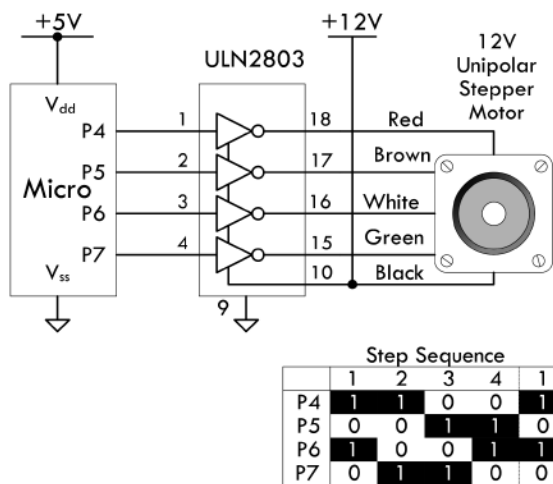 +5V
+12V
ULN2803
12V
Unipolar
Stepper
Motor
Vdd
P4
1
18
Red
P5
2
17
Brown
Micro
P6
3
16
White
P7
4
15
Green
Vss
10
Black
9
Step Sequence
1 2 3 4 1
P4 1 1 0 0 1
P5 0 0 1 1 0
P6 1 0 0 1 1
P7 0 1 1 0 0